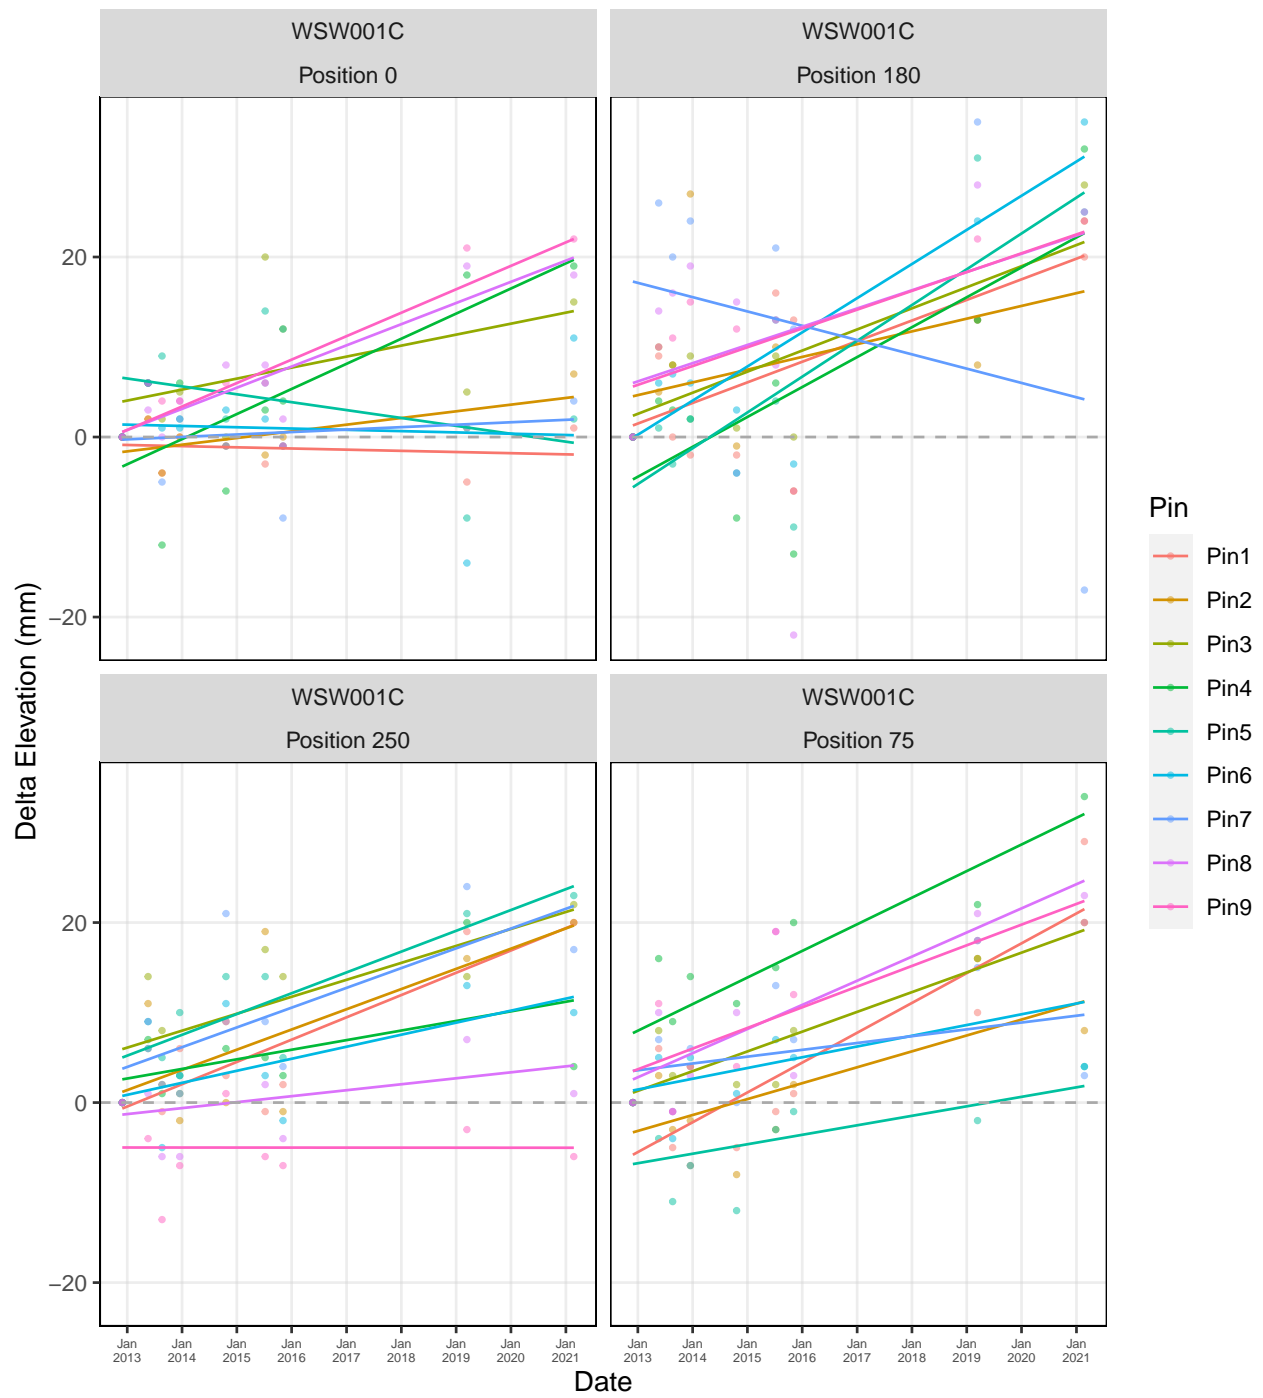 WSW001C
Position 0
WSW001C
Position 180
20
0
−20
WSW001C
Position 250
WSW001C
Position 75
20
0
−20
Delta Elevation (mm)
Jan 2013
Jan 2014
Jan 2015
Jan 2016
Jan 2017
Jan 2018
Jan 2019
Jan 2020
Jan 2021
Jan 2013
Jan 2014
Jan 2015
Jan 2016
Jan 2017
Jan 2018
Jan 2019
Jan 2020
Jan 2021
Date
Pin
Pin1
Pin2
Pin3
Pin4
Pin5
Pin6
Pin7
Pin8
Pin9